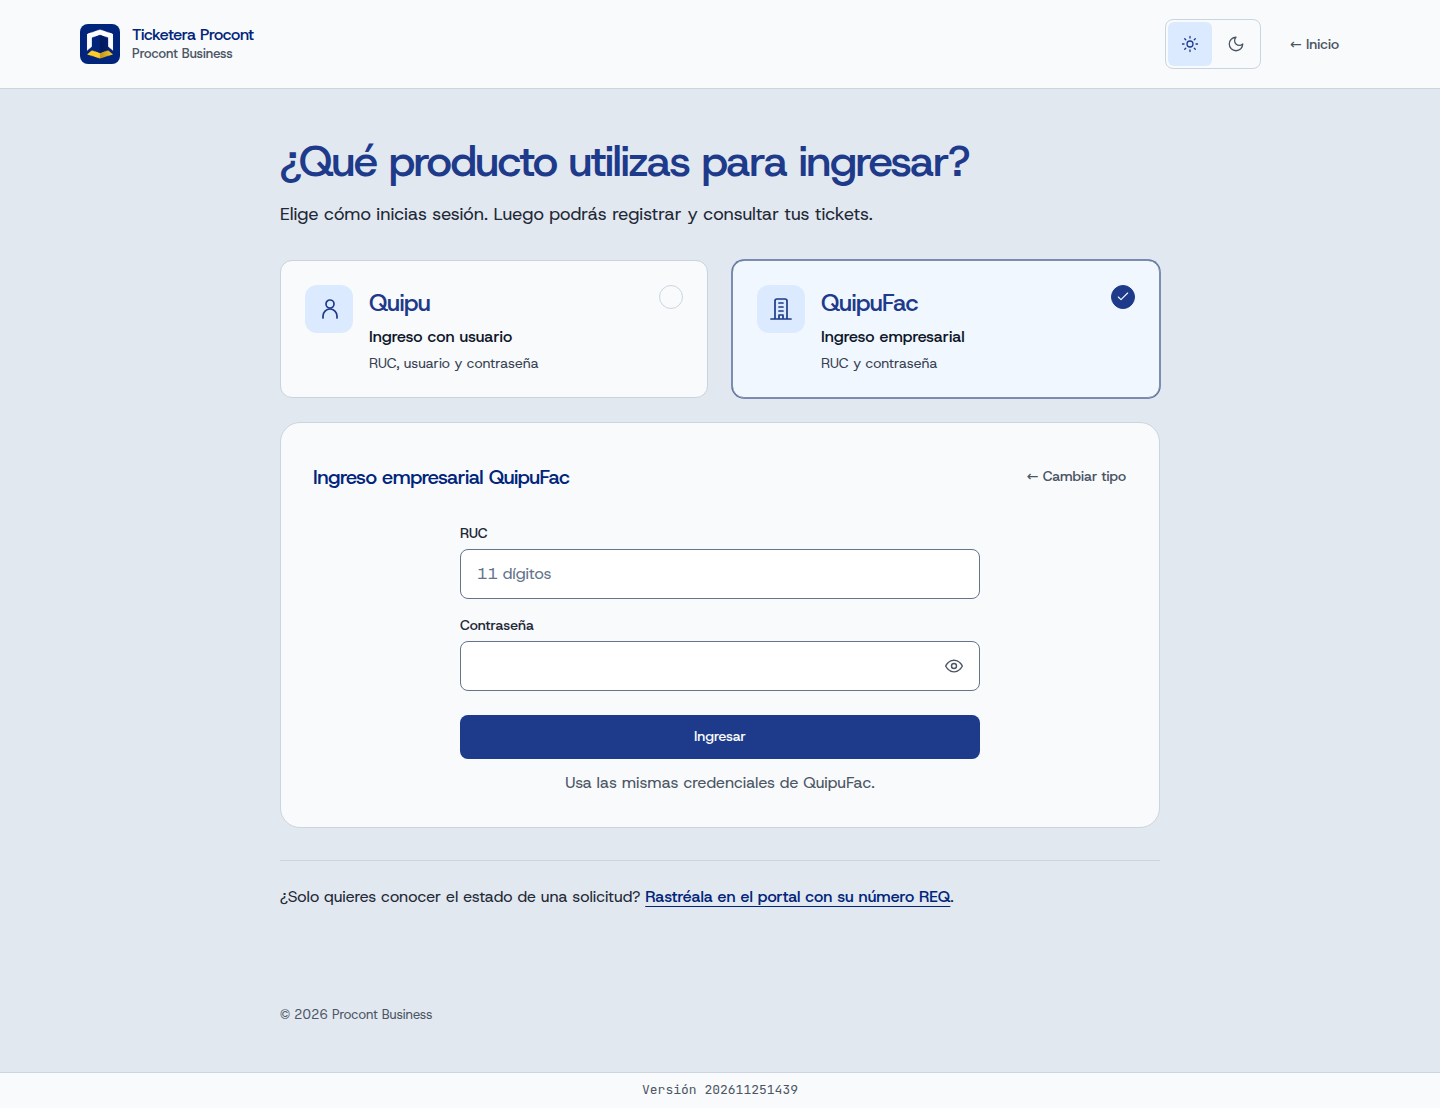 Ticketera Procont
Procont Business
← Inicio
¿Qué producto utilizas para ingresar?
Elige cómo inicias sesión. Luego podrás registrar y consultar tus tickets.
Quipu
Ingreso con usuario
RUC, usuario y contraseña
QuipuFac
Ingreso empresarial
RUC y contraseña
Ingreso empresarial QuipuFac
← Cambiar tipo
RUC
11 dígitos
Contraseña
Ingresar
Usa las mismas credenciales de QuipuFac.
¿Solo quieres conocer el estado de una solicitud? Rastréala en el portal con su número REQ.
© 2026 Procont Business
Versión 202611251439